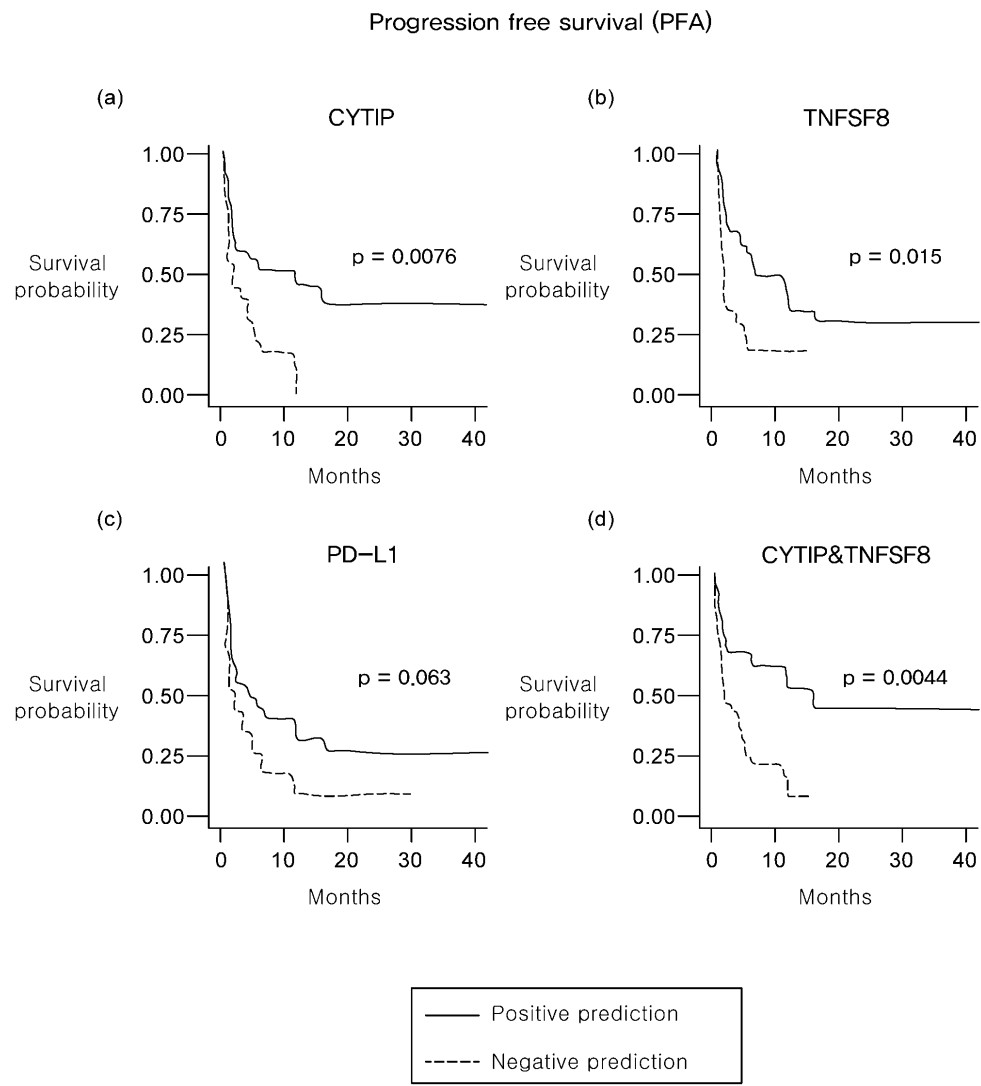 Progression free survival (PFA)
(a)
CYTIP
1.00
0.75
0.50
0.25
0.00
Survival
probability
p = 0.0076
0 10 20 30 40
Months
(b)
TNFSF8
1.00
0.75
0.50
0.25
0.00
Survival
probability
p = 0.015
0 10 20 30 40
Months
(c)
PD-L1
1.00
0.75
0.50
0.25
0.00
Survival
probability
p = 0.063
0 10 20 30 40
Months
(d)
CYTIP&TNFSF8
1.00
0.75
0.50
0.25
0.00
Survival
probability
p = 0.0044
0 10 20 30 40
Months
Positive prediction
Negative prediction